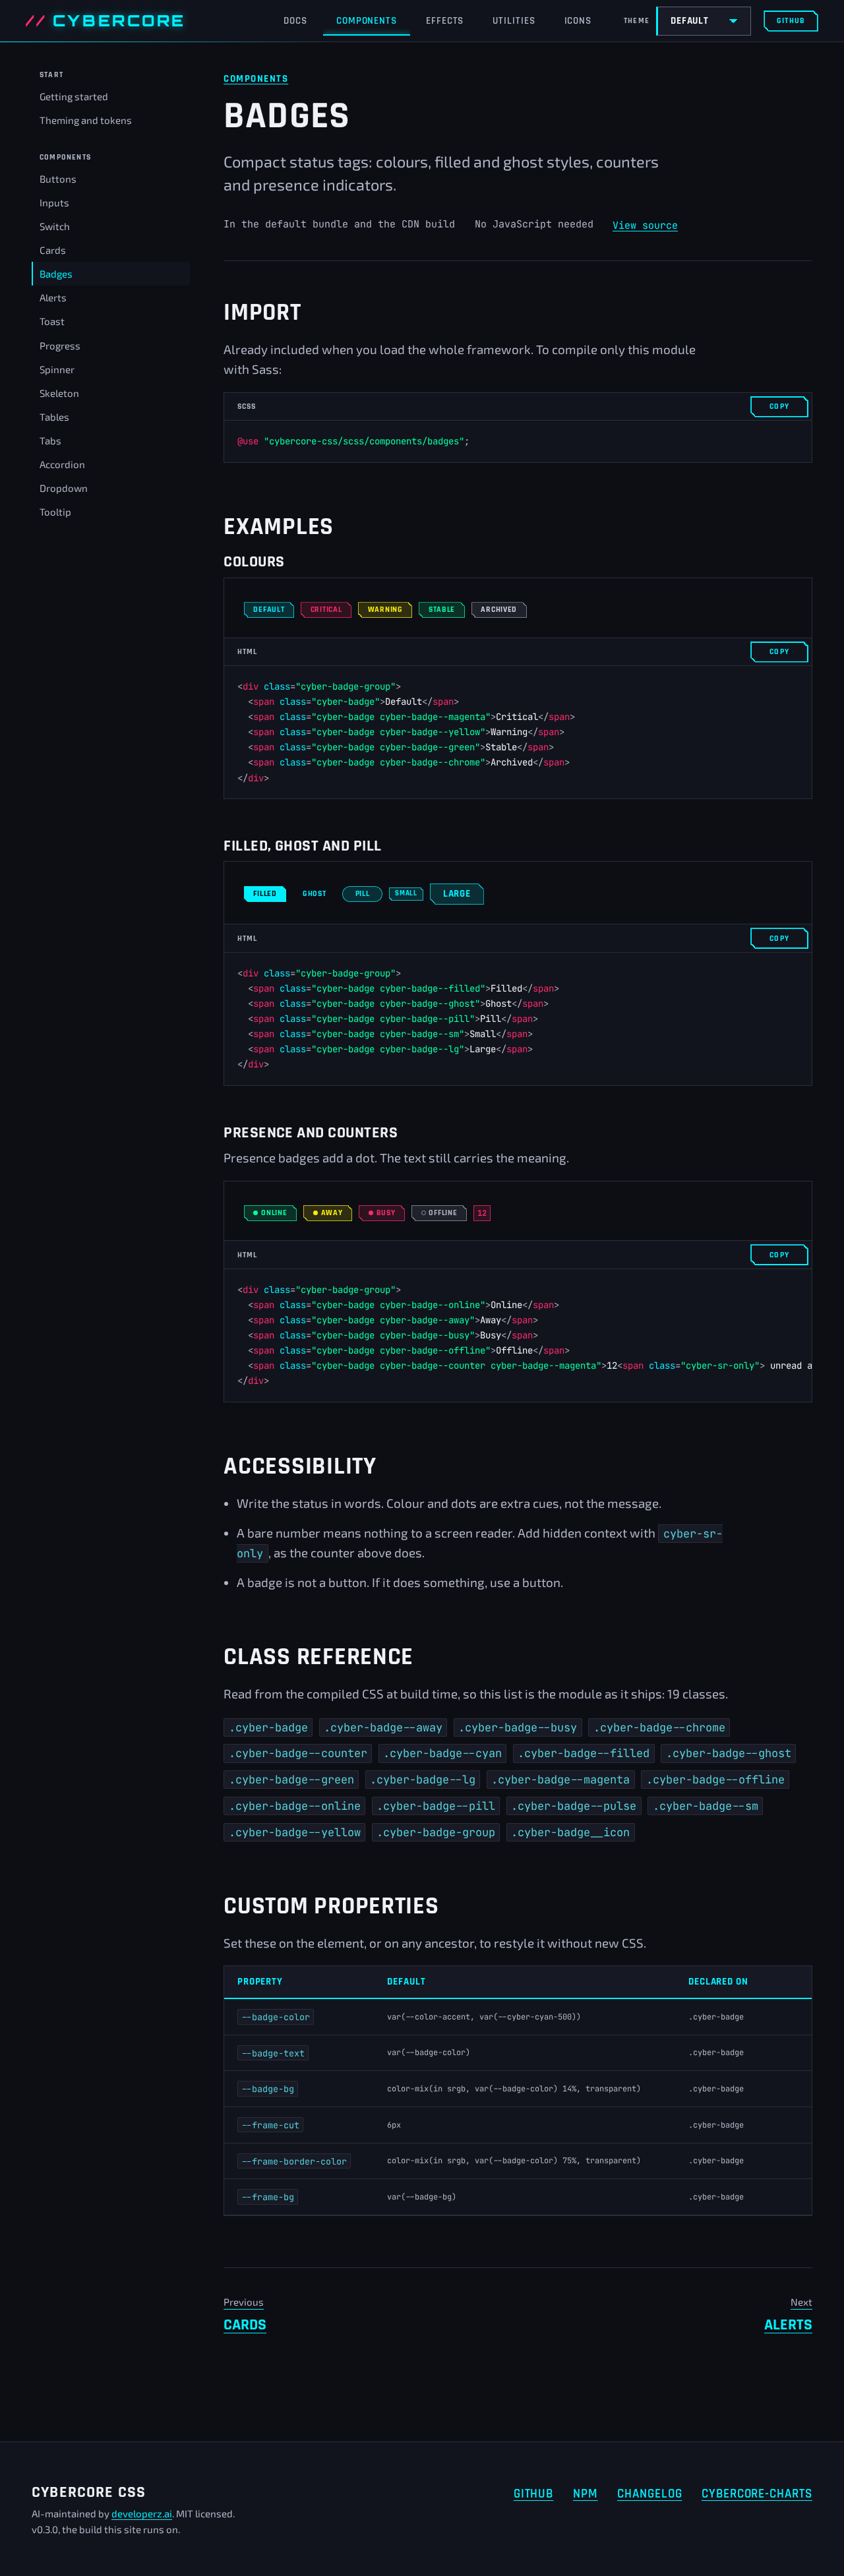 // CYBERCORE
DOCS COMPONENTS EFFECTS UTILITIES ICONS THEME DEFAULT GITHUB
START
Getting started
Theming and tokens
COMPONENTS
Buttons
Inputs
Switch
Cards
Badges
Alerts
Toast
Progress
Spinner
Skeleton
Tables
Tabs
Accordion
Dropdown
Tooltip
COMPONENTS
BADGES
Compact status tags: colours, filled and ghost styles, counters
and presence indicators.
In the default bundle and the CDN build No JavaScript needed View source
IMPORT
Already included when you load the whole framework. To compile only this module
with Sass:
SCSS COPY
@use "cybercore-css/scss/components/badges";
EXAMPLES
COLOURS
DEFAULT CRITICAL WARNING STABLE ARCHIVED
HTML COPY
<div class="cyber-badge-group">
<span class="cyber-badge">Default</span>
<span class="cyber-badge cyber-badge--magenta">Critical</span>
<span class="cyber-badge cyber-badge--yellow">Warning</span>
<span class="cyber-badge cyber-badge--green">Stable</span>
<span class="cyber-badge cyber-badge--chrome">Archived</span>
</div>
FILLED, GHOST AND PILL
FILLED GHOST PILL SMALL LARGE
HTML COPY
<div class="cyber-badge-group">
<span class="cyber-badge cyber-badge--filled">Filled</span>
<span class="cyber-badge cyber-badge--ghost">Ghost</span>
<span class="cyber-badge cyber-badge--pill">Pill</span>
<span class="cyber-badge cyber-badge--sm">Small</span>
<span class="cyber-badge cyber-badge--lg">Large</span>
</div>
PRESENCE AND COUNTERS
Presence badges add a dot. The text still carries the meaning.
ONLINE AWAY BUSY OFFLINE 12
HTML COPY
<div class="cyber-badge-group">
<span class="cyber-badge cyber-badge--online">Online</span>
<span class="cyber-badge cyber-badge--away">Away</span>
<span class="cyber-badge cyber-badge--busy">Busy</span>
<span class="cyber-badge cyber-badge--offline">Offline</span>
<span class="cyber-badge cyber-badge--counter cyber-badge--magenta">12<span class="cyber-sr-only"> unread a
</div>
ACCESSIBILITY
• Write the status in words. Colour and dots are extra cues, not the message.
• A bare number means nothing to a screen reader. Add hidden context with cyber-sr-
only, as the counter above does.
• A badge is not a button. If it does something, use a button.
CLASS REFERENCE
Read from the compiled CSS at build time, so this list is the module as it ships: 19 classes.
.cyber-badge .cyber-badge--away .cyber-badge--busy .cyber-badge--chrome
.cyber-badge--counter .cyber-badge--cyan .cyber-badge--filled .cyber-badge--ghost
.cyber-badge--green .cyber-badge--lg .cyber-badge--magenta .cyber-badge--offline
.cyber-badge--online .cyber-badge--pill .cyber-badge--pulse .cyber-badge--sm
.cyber-badge--yellow .cyber-badge-group .cyber-badge__icon
CUSTOM PROPERTIES
Set these on the element, or on any ancestor, to restyle it without new CSS.
PROPERTY DEFAULT DECLARED ON
--badge-color var(--color-accent, var(--cyber-cyan-500)) .cyber-badge
--badge-text var(--badge-color) .cyber-badge
--badge-bg color-mix(in srgb, var(--badge-color) 14%, transparent) .cyber-badge
--frame-cut 6px .cyber-badge
--frame-border-color color-mix(in srgb, var(--badge-color) 75%, transparent) .cyber-badge
--frame-bg var(--badge-bg) .cyber-badge
Previous Next
CARDS ALERTS
CYBERCORE CSS
AI-maintained by developerz.ai. MIT licensed.
v0.3.0, the build this site runs on.
GITHUB NPM CHANGELOG CYBERCORE-CHARTS